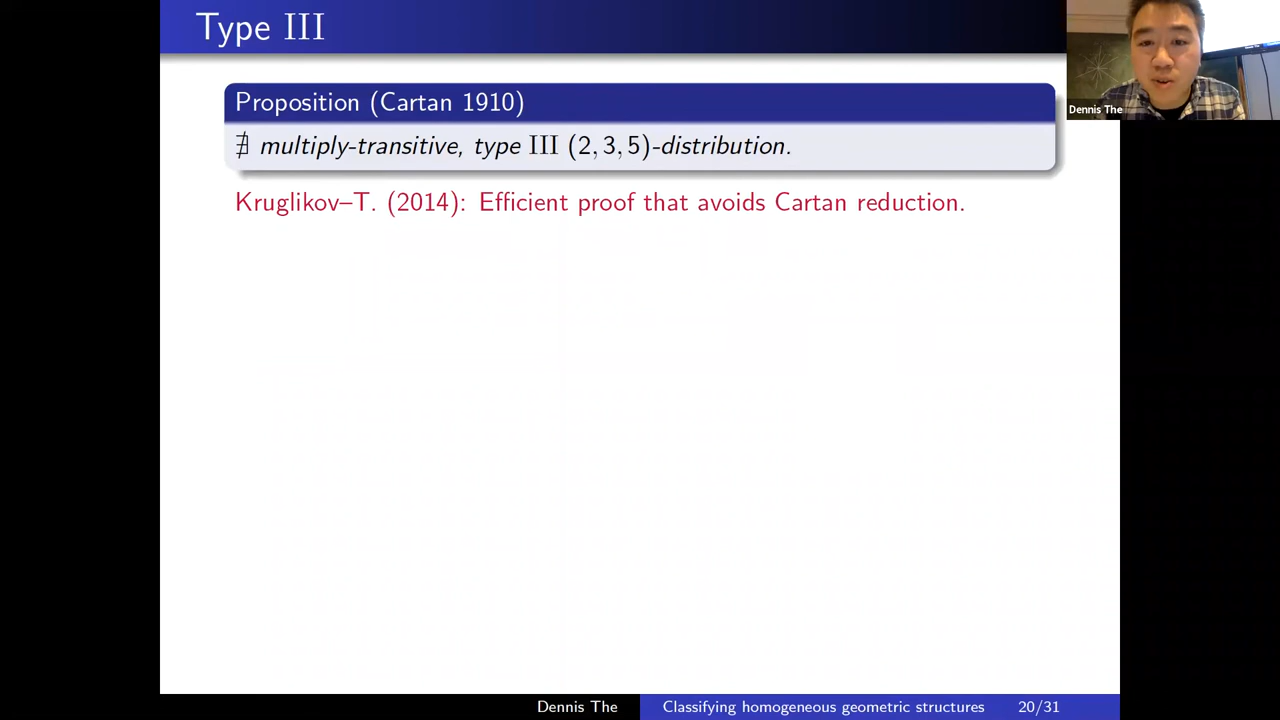 Type III
Proposition (Cartan 1910)
∄ multiply-transitive, type III (2, 3, 5)-distribution.
Kruglikov–T. (2014): Efficient proof that avoids Cartan reduction.
Dennis The
Dennis The
Classifying homogeneous geometric structures
20/31